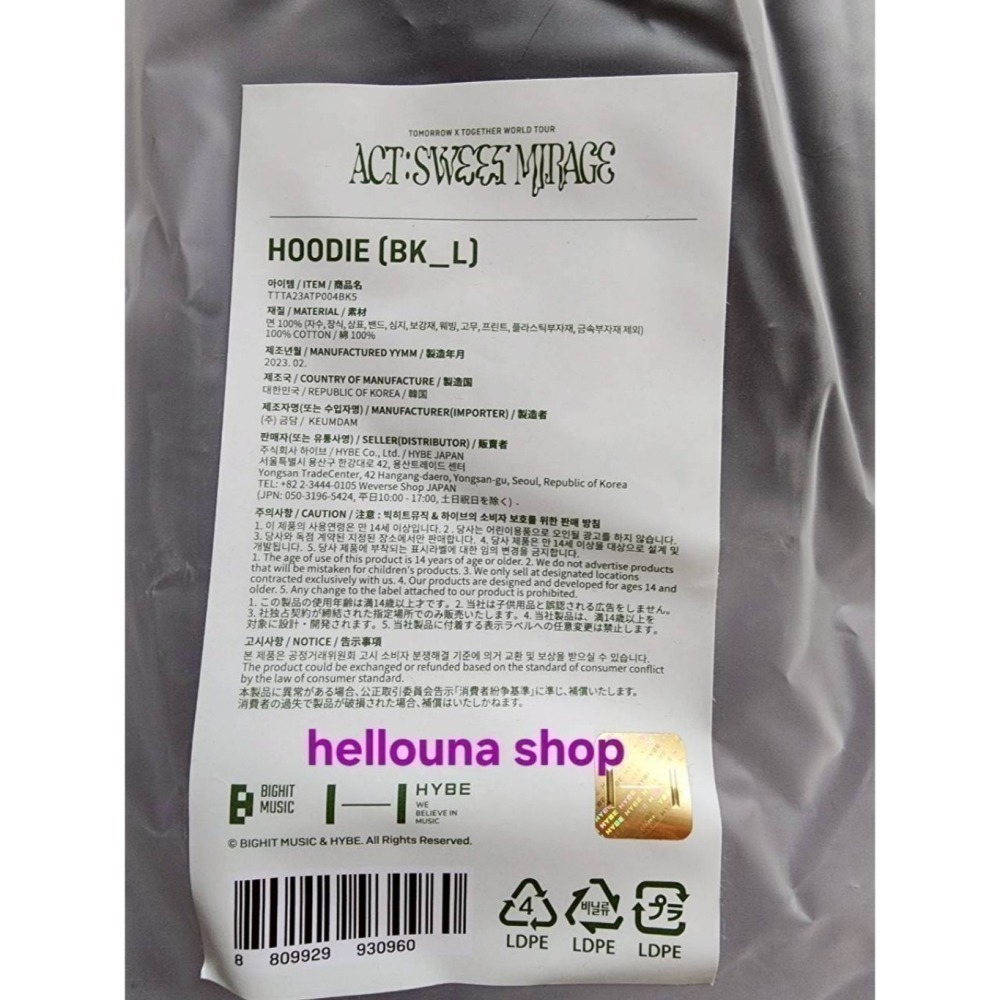 TOMORROW X TOGETHER WORLD TOUR
ACT:SWEET MIRAGE
HOODIE (BK_L)
아이템 / ITEM / 商品名
TTTA23ATP004BK5
재질 / MATERIAL / 素材
면 100% (자수, 장식, 상표, 밴드, 심지, 보강재, 웨빙, 고무, 프린트, 플라스틱부자재, 금속부자재 제외)
100% COTTON / 綿 100%
제조년월 / MANUFACTURED YYMM / 製造年月
2023. 02.
제조국 / COUNTRY OF MANUFACTURE / 製造国
대한민국 / REPUBLIC OF KOREA / 韓国
제조자명(또는 수입자명) / MANUFACTURER(IMPORTER) / 製造者
(주) 금담 / KEUMDAM
판매자(또는 유통사명) / SELLER(DISTRIBUTOR) / 販賣者
주식회사 하이브 / HYBE Co., Ltd. / HYBE JAPAN
서울특별시 용산구 한강대로 42, 용산트레이드 센터
Yongsan TradeCenter, 42 Hangang-daero, Yongsan-gu, Seoul, Republic of Korea
TEL: +82 2-3444-0105 Weverse Shop JAPAN
(JPN: 050-3196-5424, 平日10:00 - 17:00, 土日祝日を除く) .
주의사항 / CAUTION / 注意 : 빅히트뮤직 & 하이브의 소비자 보호를 위한 판매 방침
1. 이 제품의 사용연령은 만 14세 이상입니다. 2. 당사는 어린이용품으로 오인될 광고를 하지 않습니다.
3. 당사와 독점 계약된 지정된 장소에서만 판매합니다. 4. 당사 제품은 만 14세 이상을 대상으로 설계 및
개발됩니다. 5. 당사 제품에 부착되는 표시라벨에 대한 임의 변경을 금지합니다.
1. The age of use of this product is 14 years of age or older. 2. We do not advertise products
that will be mistaken for children's products. 3. We only sell at designated locations
contracted exclusively with us. 4. Our products are designed and developed for ages 14 and
older. 5. Any change to the label attached to our product is prohibited.
1. この製品の使用年齢は満14歳以上才です。2. 当社は子供用品と誤認される広告をしません。
3. 社独占契約が締結された指定場所でのみ販売いたします。4. 当社製品は、満14歳以上を
対象に設計・開発されます。5. 当社製品に付着する表示ラベルへの任意変更は禁止します。
고시사항 / NOTICE / 告示事項
본 제품은 공정거래위원회 고시 소비자 분쟁해결 기준에 의거 교환 및 보상을 받으실 수 있습니다.
The product could be exchanged or refunded based on the standard of consumer conflict
by the law of consumer standard.
本製品に異常がある場合、公正取引委員会告示「消費者紛争基準」に準じ、補償いたします。
消費者の過失で製品が破損された場合、補償はいたしかねます。
hellouna shop
BIGHIT
MUSIC
HYBE
WE
BELIEVE IN
MUSIC
© BIGHIT MUSIC & HYBE. All Rights Reserved.
8 809929 930960
4
LDPE
비닐류
LDPE
プラ
LDPE